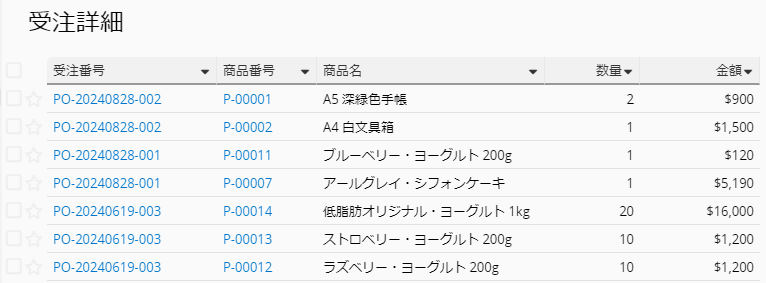 受注詳細
受注番号 商品番号 商品名 数量 金額
PO-20240828-002 P-00001 A5 深緑色手帳 2 $900
PO-20240828-002 P-00002 A4 白文具箱 1 $1,500
PO-20240828-001 P-00011 ブルーベリー・ヨーグルト 200g 1 $120
PO-20240828-001 P-00007 アールグレイ・シフォンケーキ 1 $5,190
PO-20240619-003 P-00014 低脂肪オリジナル・ヨーグルト 1kg 20 $16,000
PO-20240619-003 P-00013 ストロベリー・ヨーグルト 200g 10 $1,200
PO-20240619-003 P-00012 ラズベリー・ヨーグルト 200g 10 $1,200